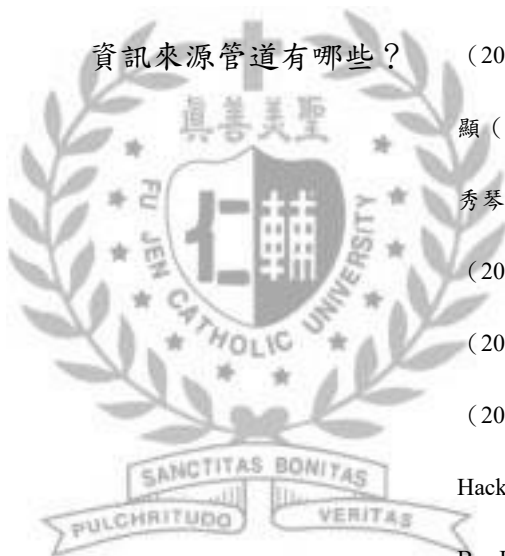 資訊來源管道有哪些？
（20
真善美聖
顯（
秀琴
FU JEN CATHOLIC UNIVERSITY
仁輔
（20
（20
（20
SANCTITAS BONITAS
PULCHRITUDO VERITAS
Hack